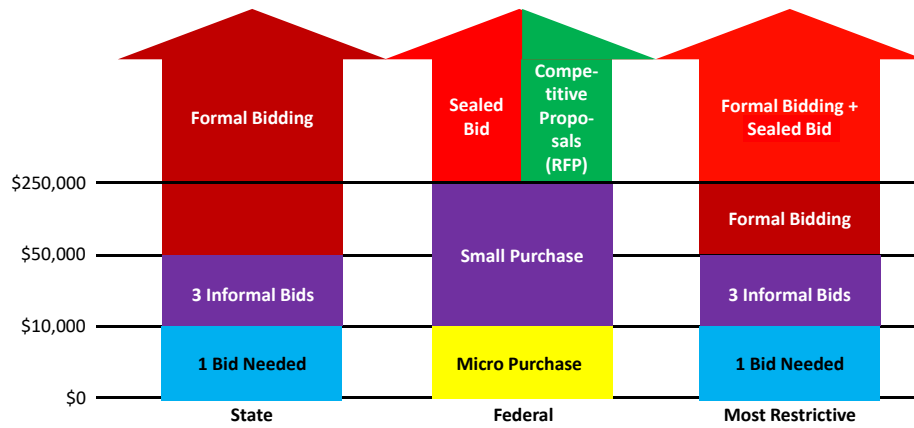 Formal Bidding
Sealed
Bid
Compe-
titive
Propo-
sals
(RFP)
Formal Bidding +
Sealed Bid
$250,000
Formal Bidding
$50,000
Small Purchase
3 Informal Bids
3 Informal Bids
$10,000
1 Bid Needed
Micro Purchase
1 Bid Needed
$0
State
Federal
Most Restrictive